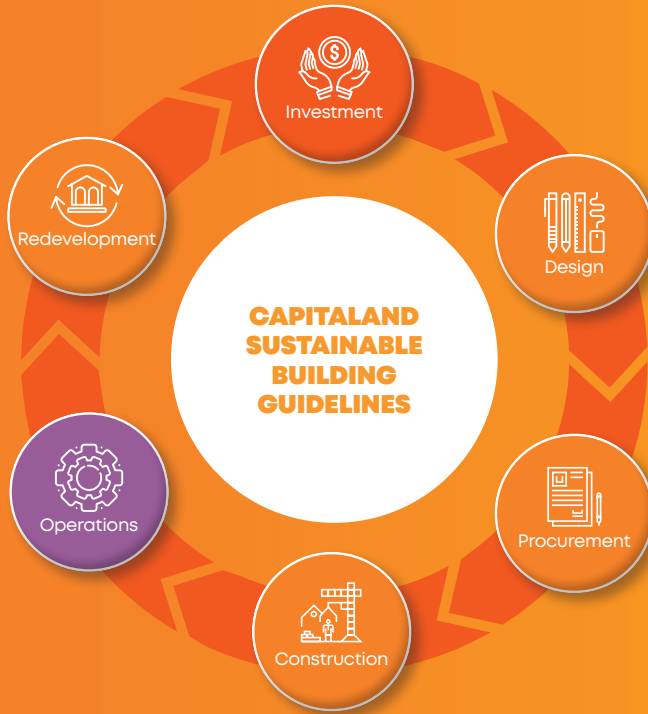 Investment
Design
Procurement
Construction
Operations
Redevelopment
CAPITALAND
SUSTAINABLE
BUILDING
GUIDELINES